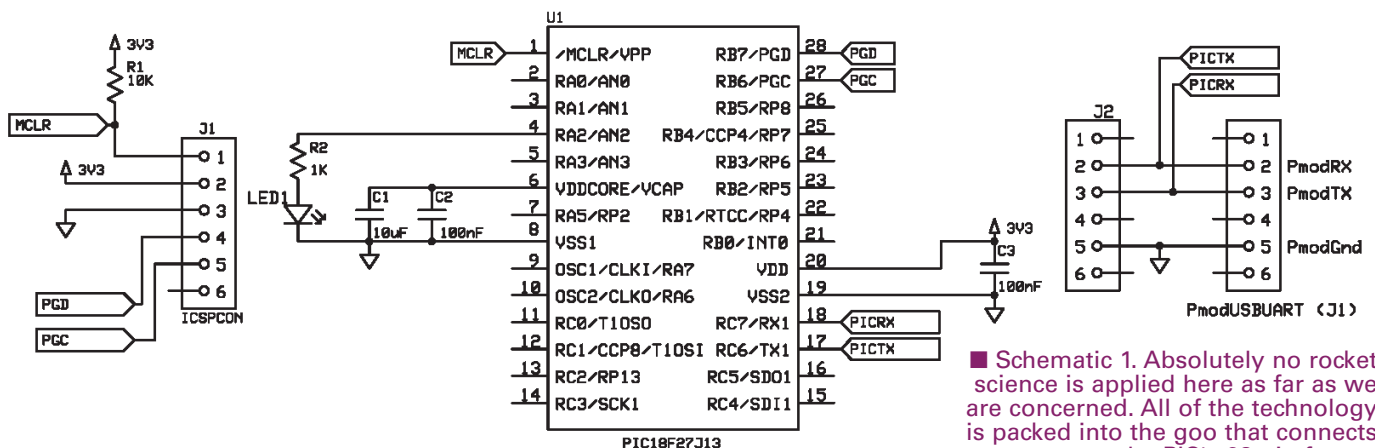 3V3
R1
10K
MCLR
J1
1
3V3
2
3
4
5
6
PGD
PGC
ICSPCON
R2
1K
LED1
C1
10uF
C2
100nF
U1
MCLR
1 /MCLR/VPP RB7/PGD 28 PGD
2 RA0/AN0 RB6/PGC 27 PGC
3 RA1/AN1 RB5/RP8 26
4 RA2/AN2 RB4/CCP4/RP7 25
5 RA3/AN3 RB3/RP6 24
6 VDDCORE/VCAP RB2/RP5 23
7 RA5/RP2 RB1/RTCC/RP4 22
8 VSS1 RB0/INT0 21
9 OSC1/CLKI/RA7 VDD 20
10 OSC2/CLKO/RA6 VSS2 19
11 RC0/T1OSO RC7/RX1 18 PICRX
12 RC1/CCP8/T1OSI RC6/TX1 17 PICTX
13 RC2/RP13 RC5/SDO1 16
14 RC3/SCK1 RC4/SDI1 15
PIC18F27J13
3V3
C3
100nF
PICTX
PICRX
J2
1 1
2 2 PmodRX
3 3 PmodTX
4 4
5 5 PmodGnd
6 6
PmodUSBUART (J1)
■ Schematic 1. Absolutely no rocket
science is applied here as far as we
are concerned. All of the technology
is packed into the goo that connects